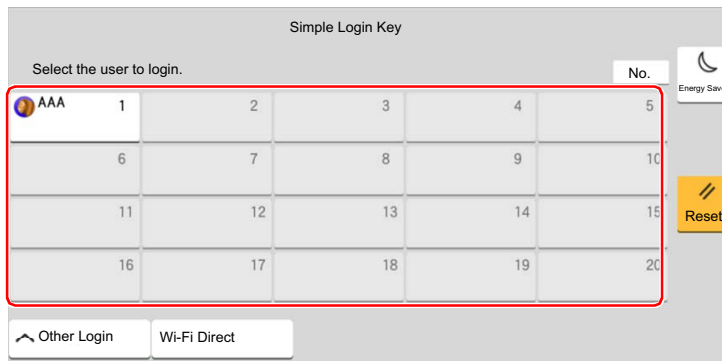 Simple Login Key
Select the user to login.
No.
Energy Save
AAA 1 2 3 4 5
6 7 8 9 10
11 12 13 14 15
Reset
16 17 18 19 20
Other Login Wi-Fi Direct